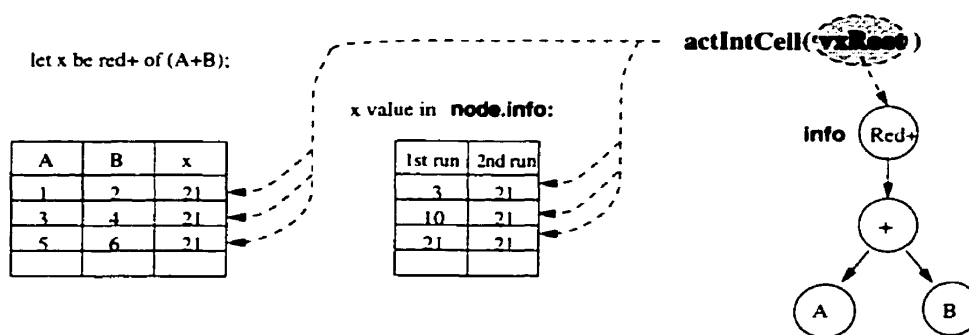 actIntCell(vxRoot)
let x be red+ of (A+B);
x value in node.info:
info Red+
A B x
1 2 21
3 4 21
5 6 21
1st run 2nd run
3 21
10 21
21 21
+
A B